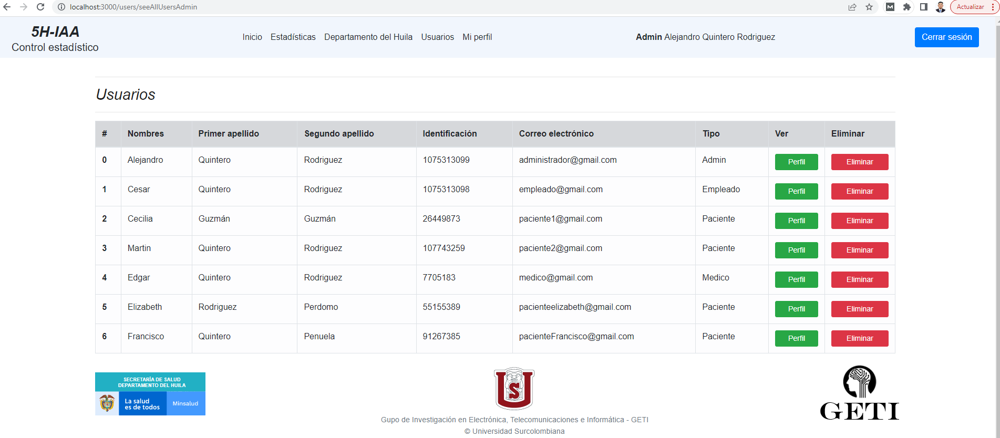 localhost:3000/users/seeAllUsersAdmin
Actualizar
5H-IAA
Control estadístico
Inicio Estadísticas Departamento del Huila Usuarios Mi perfil
Admin Alejandro Quintero Rodriguez
Cerrar sesión
Usuarios
# Nombres Primer apellido Segundo apellido Identificación Correo electrónico Tipo Ver Eliminar
0 Alejandro Quintero Rodriguez 1075313099 administrador@gmail.com Admin Perfil Eliminar
1 Cesar Quintero Rodriguez 1075313098 empleado@gmail.com Empleado Perfil Eliminar
2 Cecilia Guzmán Guzmán 26449873 paciente1@gmail.com Paciente Perfil Eliminar
3 Martin Quintero Rodriguez 107743259 paciente2@gmail.com Paciente Perfil Eliminar
4 Edgar Quintero Rodriguez 7705183 medico@gmail.com Medico Perfil Eliminar
5 Elizabeth Rodriguez Perdomo 55155389 pacienteelizabeth@gmail.com Paciente Perfil Eliminar
6 Francisco Quintero Penuela 91267385 pacienteFrancisco@gmail.com Paciente Perfil Eliminar
SECRETARÍA DE SALUD
DEPARTAMENTO DEL HUILA
La salud
es de todos
Minsalud
U
S
GETI
Gupo de Investigación en Electrónica, Telecomunicaciones e Informática - GETI
© Universidad Surcolombiana